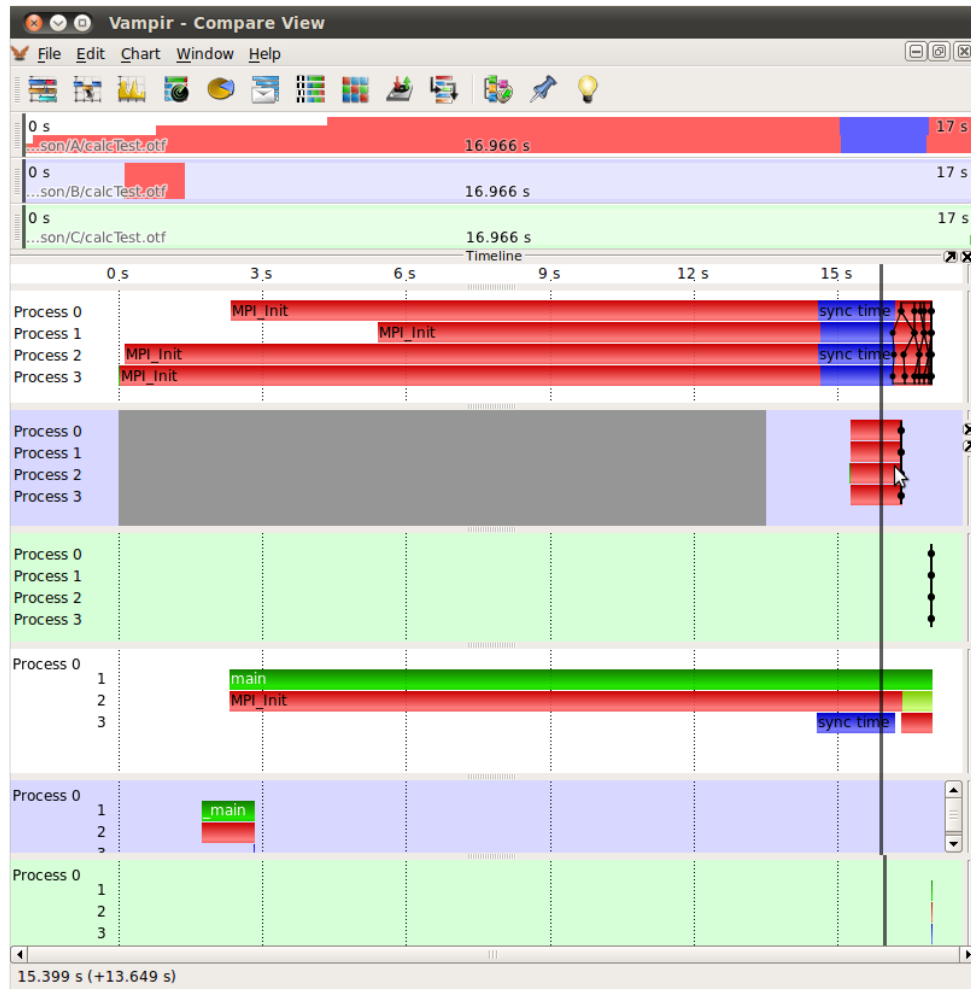 Vampir - Compare View
File Edit Chart Window Help
0 s 17 s
...son/A/calcTest.otf 16.966 s
0 s 17 s
...son/B/calcTest.otf 16.966 s
0 s 17 s
...son/C/calcTest.otf 16.966 s
Timeline
0 s 3 s 6 s 9 s 12 s 15 s
Process 0 MPI_Init sync time
Process 1 MPI_Init
Process 2 MPI_Init sync time
Process 3 MPI_Init
Process 0
Process 1
Process 2
Process 3
Process 0
Process 1
Process 2
Process 3
Process 0
1 main
2 MPI_Init
3 sync time
Process 0
1 _main
2
3
Process 0
1
2
3
15.399 s (+13.649 s)